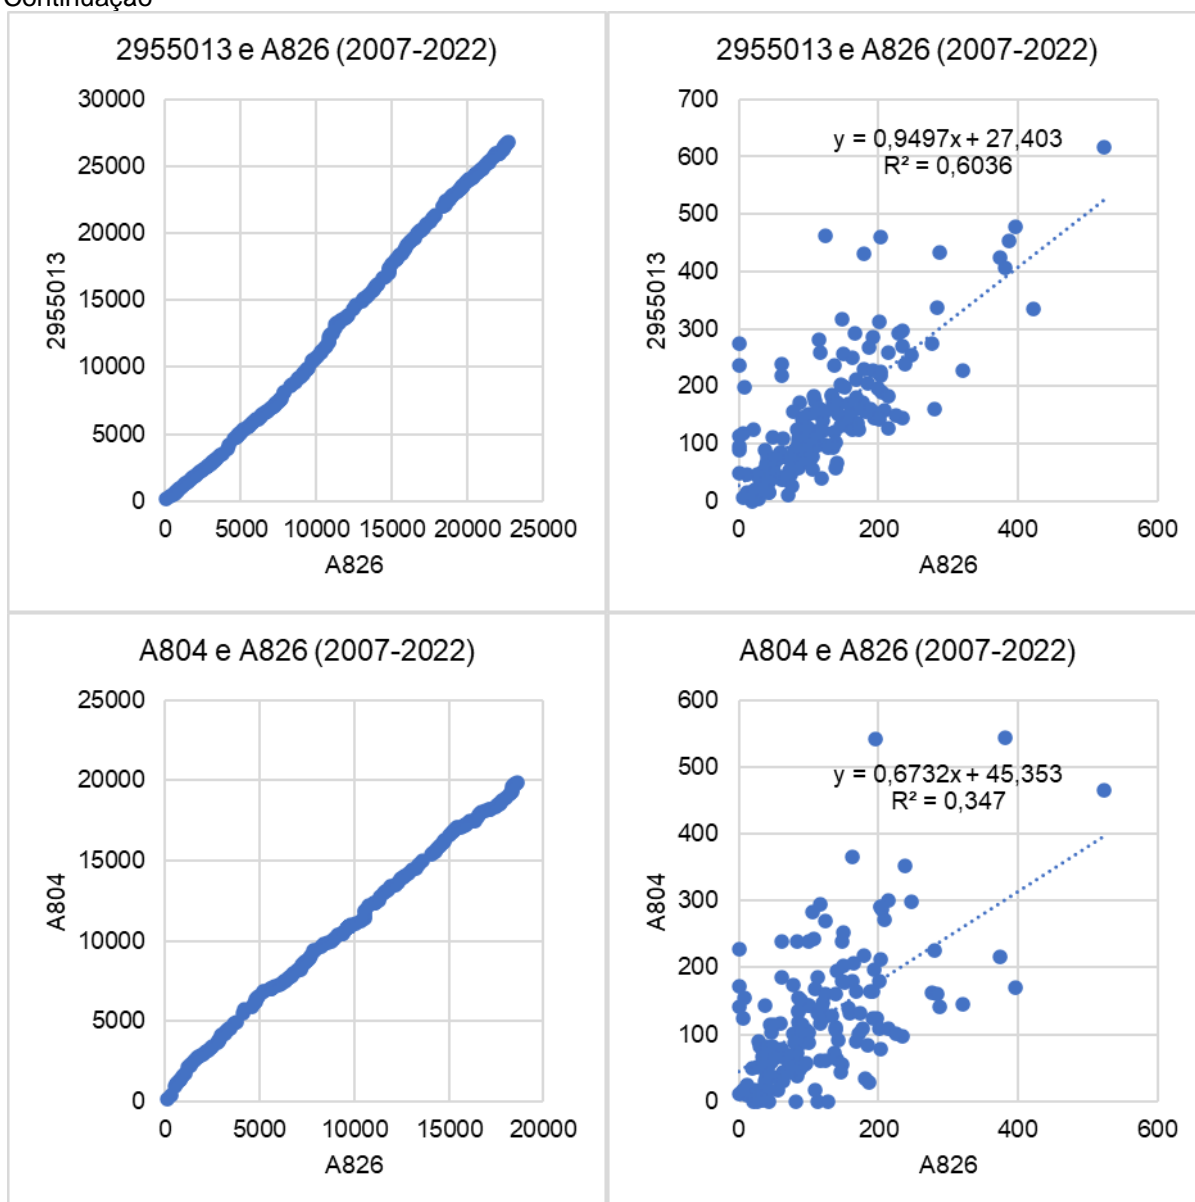 Continuação
2955013 e A826 (2007-2022)
30000
25000
20000
15000
10000
5000
0
2955013
0 5000 10000 15000 20000 25000
A826
2955013 e A826 (2007-2022)
700
600
500
400
300
200
100
0
2955013
y = 0,9497x + 27,403
R² = 0,6036
0 200 400 600
A826
A804 e A826 (2007-2022)
25000
20000
15000
10000
5000
0
A804
0 5000 10000 15000 20000
A826
A804 e A826 (2007-2022)
600
500
400
300
200
100
0
A804
y = 0,6732x + 45,353
R² = 0,347
0 200 400 600
A826